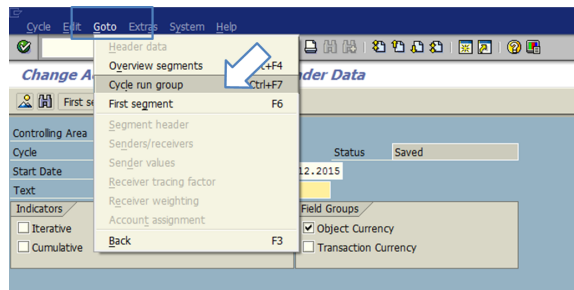 Cycle Edit Goto Extras System Help
Header data
Overview segments +F4
Cycle run group Ctrl+F7
First segment F6
Segment header
Senders/receivers
Sender values
Receiver tracing factor
Receiver weighting
Account assignment
Back F3
Change A der Data
First se
Controlling Area
Cycle Status Saved
Start Date 12.2015
Text
Indicators Field Groups
Iterative Object Currency
Cumulative Transaction Currency